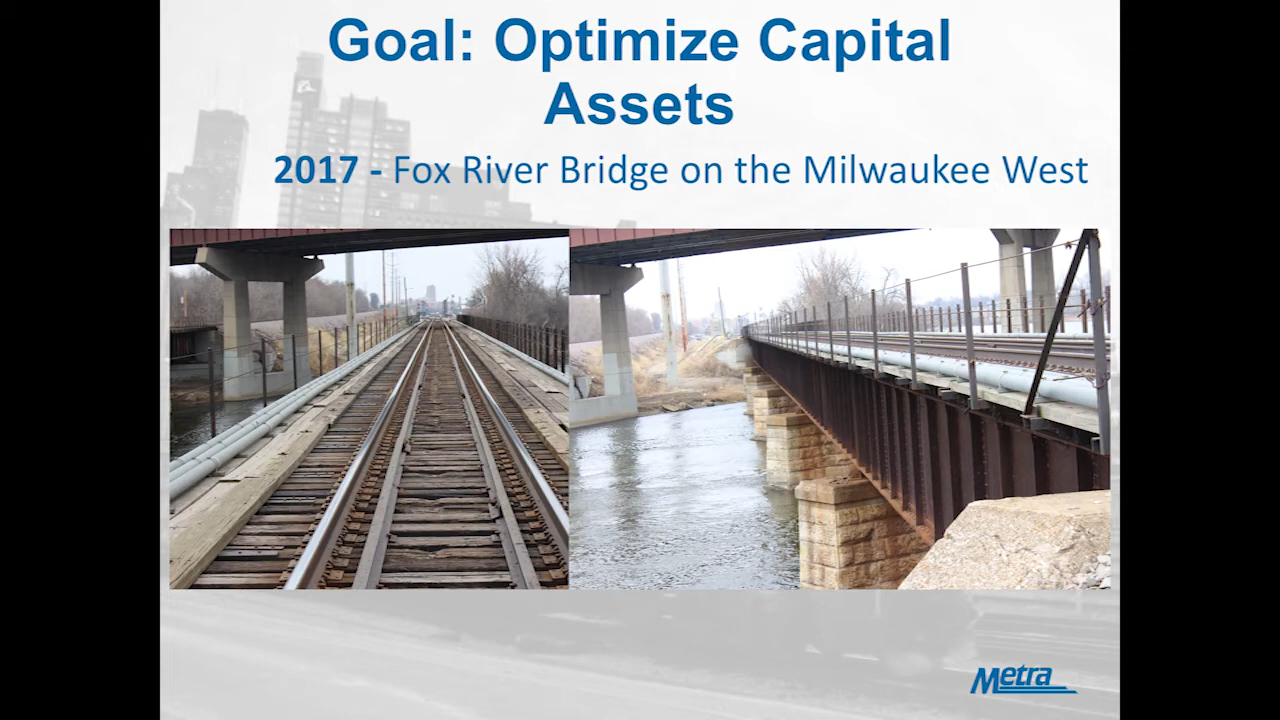 Goal: Optimize Capital
Assets
2017 - Fox River Bridge on the Milwaukee West
Metra